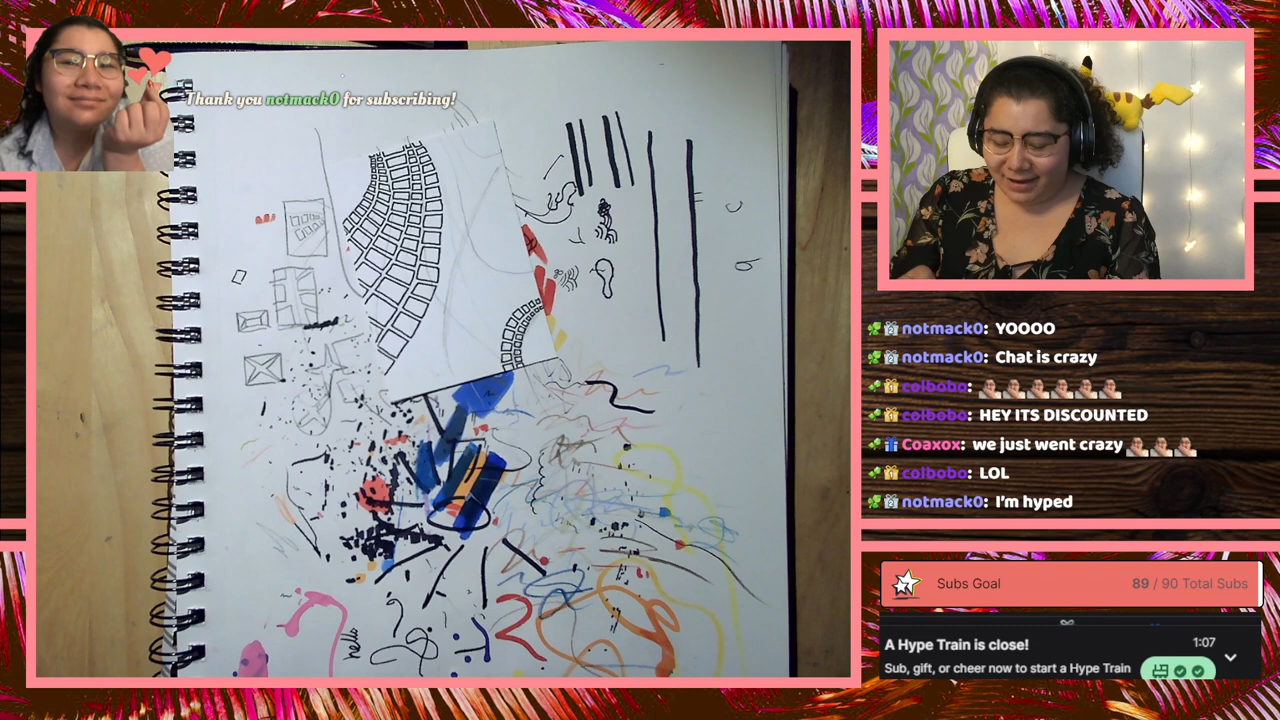 Thank you notmack0 for subscribing!
notmack0: YOOOO
notmack0: Chat is crazy
colbobo:
colbobo: HEY ITS DISCOUNTED
Coaxox: we just went crazy
colbobo: LOL
notmack0: I'm hyped
Subs Goal 89 / 90 Total Subs
A Hype Train is close! 1:07
Sub, gift, or cheer now to start a Hype Train
hello